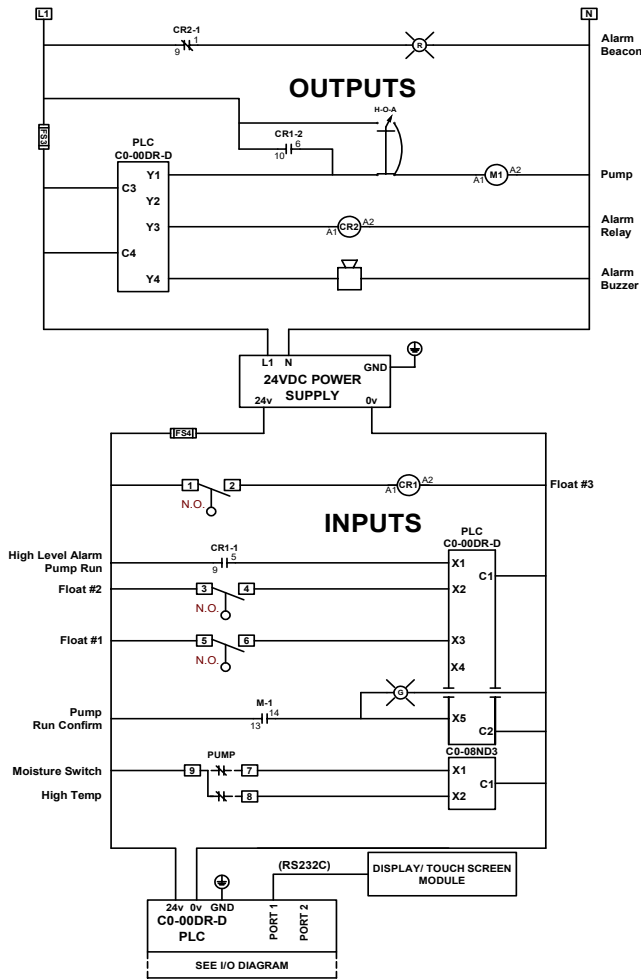 L1
N
CR2-1
1
9
R
Alarm
Beacon
OUTPUTS
H-O-A
FS3
CR1-2
6
10
PLC
C0-00DR-D
Y1
A1
M1
A2
Pump
C3
Y2
Y3
A1
CR2
A2
Alarm
Relay
C4
Y4
Alarm
Buzzer
L1
N
GND
24VDC POWER
SUPPLY
24v
0v
FS4
1
2
N.O.
A1
CR1
A2
Float #3
INPUTS
PLC
C0-00DR-D
High Level Alarm
Pump Run
CR1-1
5
9
X1
C1
Float #2
3
4
N.O.
X2
Float #1
5
6
N.O.
X3
X4
G
Pump
Run Confirm
M-1
14
13
X5
C2
C0-08ND3
Moisture Switch
9
PUMP
7
X1
C1
High Temp
8
X2
(RS232C)
DISPLAY/ TOUCH SCREEN
MODULE
24v
0v
GND
C0-00DR-D
PLC
PORT 1
PORT 2
SEE I/O DIAGRAM